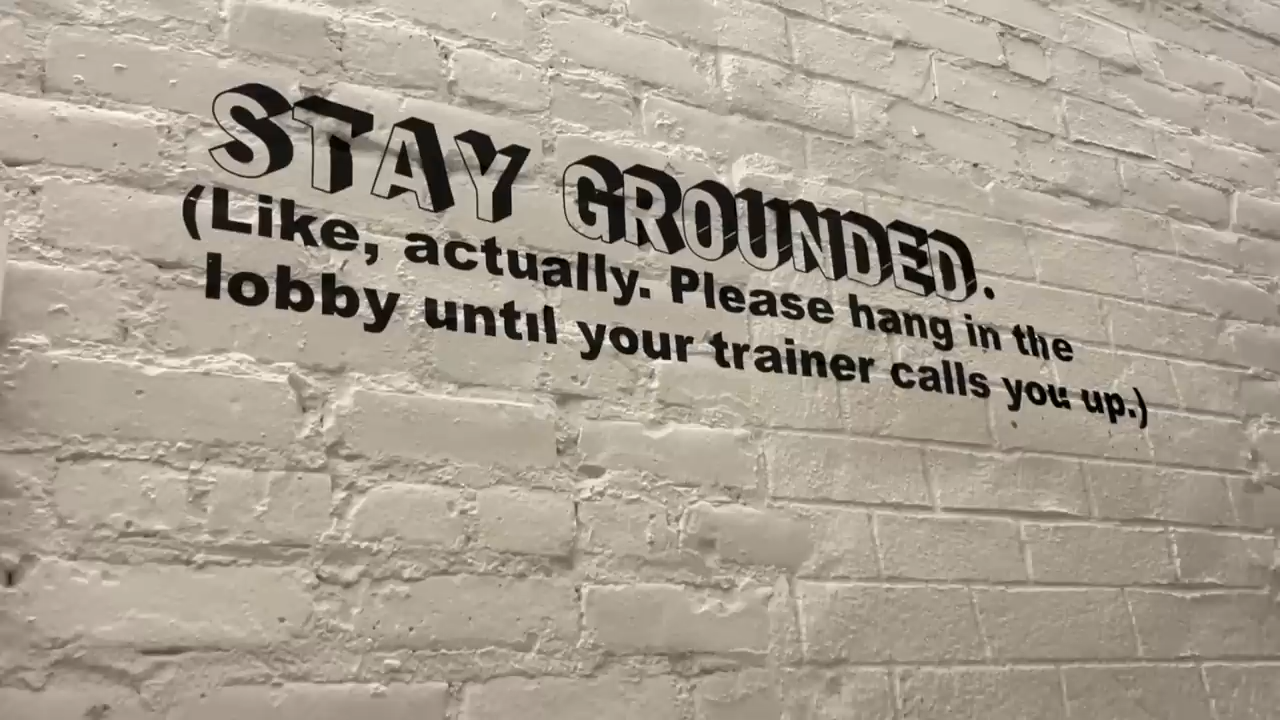 STAY GROUNDED.
(Like, actually. Please hang in the
lobby until your trainer calls you up.)